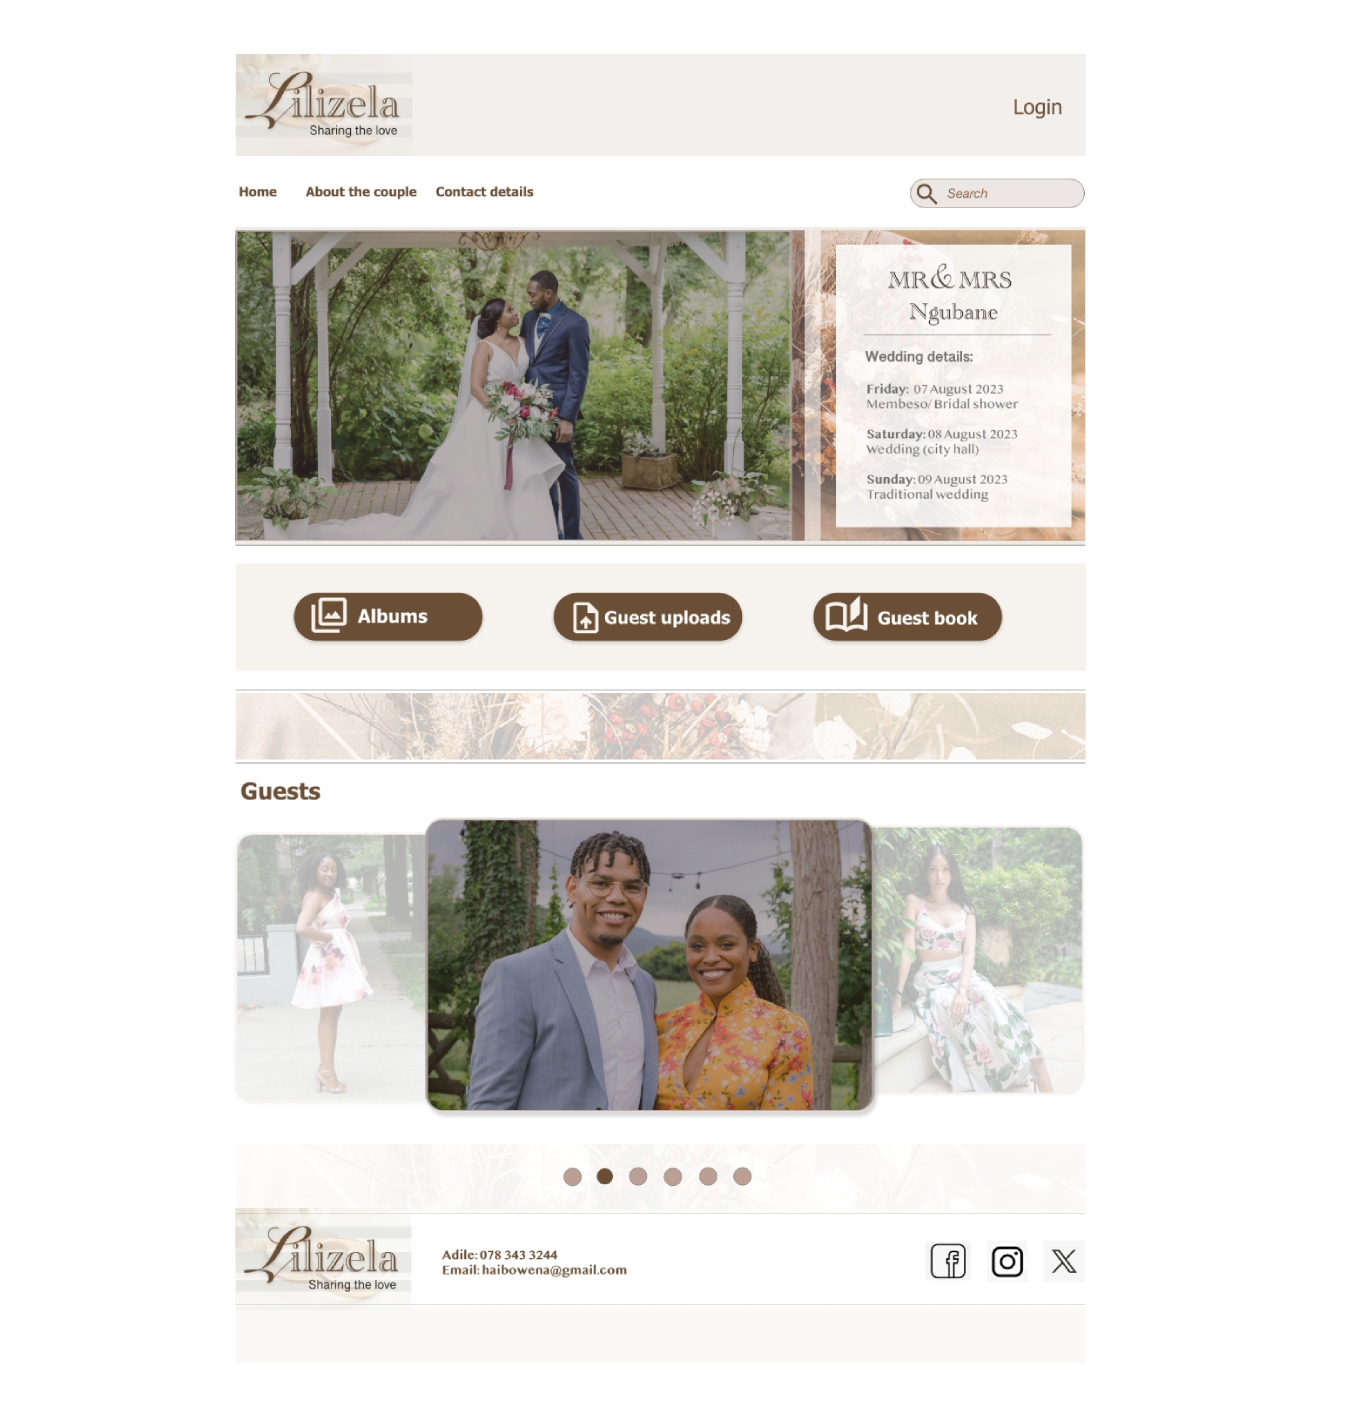 Lilizela
Sharing the love
Login
Home
About the couple
Contact details
Search
MR & MRS
Ngubane
Wedding details:
Friday: 07 August 2023
Membeso/ Bridal shower
Saturday: 08 August 2023
Wedding (city hall)
Sunday: 09 August 2023
Traditional wedding
Albums
Guest uploads
Guest book
Guests
Lilizela
Sharing the love
Adile: 078 343 3244
Email: haibowena@gmail.com